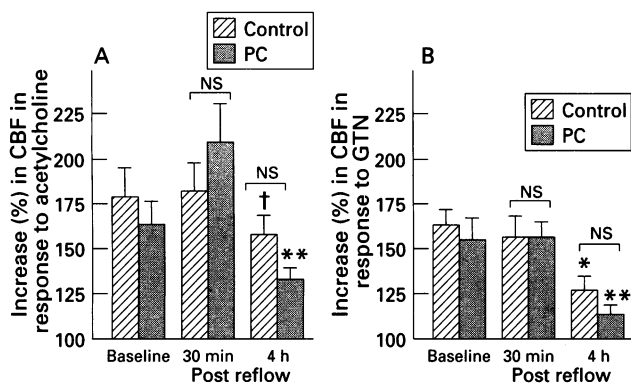 A
Control
PC
Increase (%) in CBF in
response to acetylcholine
225
200
175
150
125
100
NS
NS
†
**
Baseline
30 min
4 h
Post reflow
B
Control
PC
Increase (%) in CBF in
response to GTN
225
200
175
150
125
100
NS
NS
*
**
Baseline
30 min
4 h
Post reflow